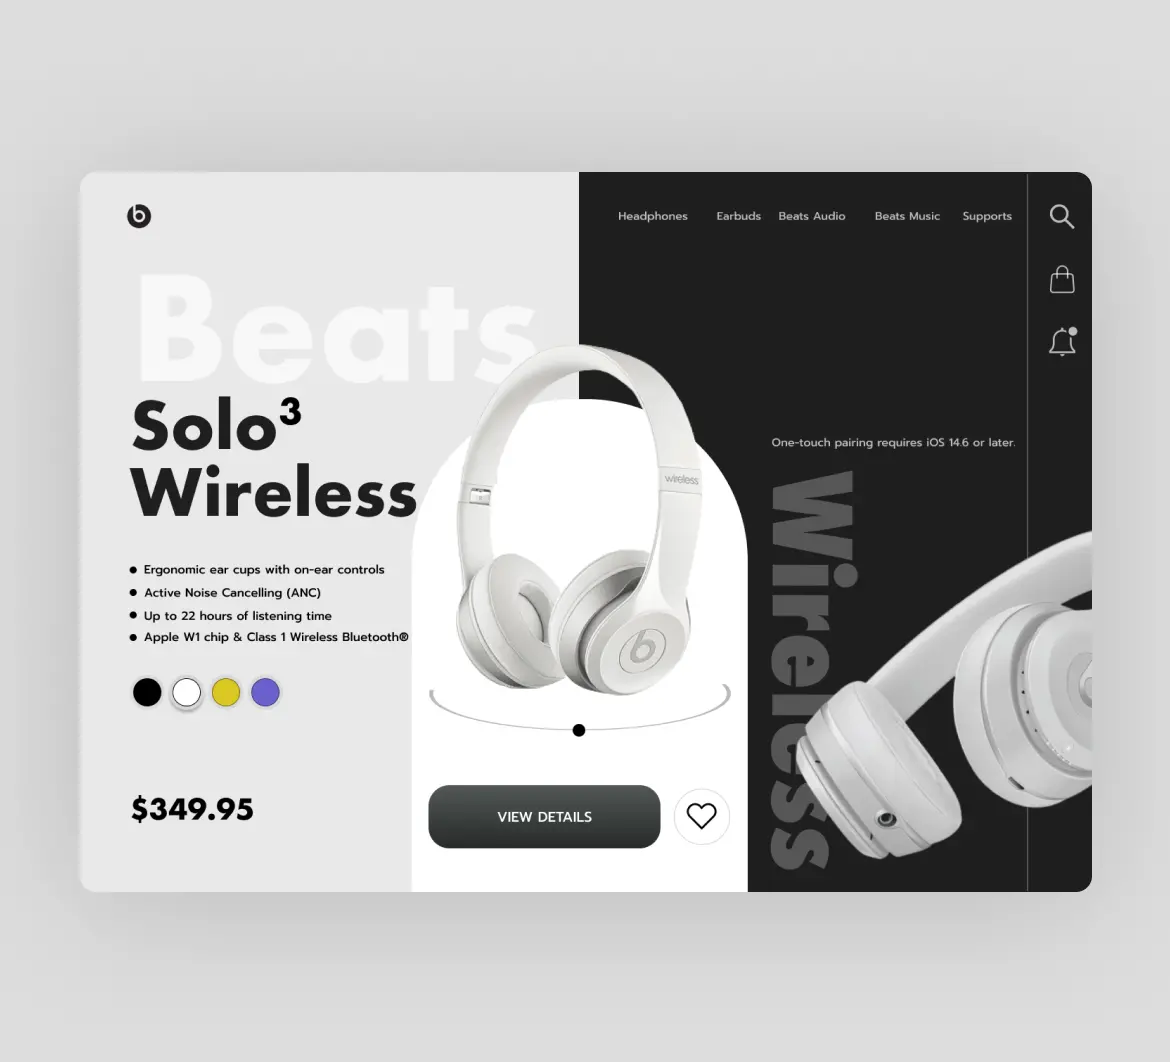 b
Headphones Earbuds Beats Audio Beats Music Supports
Beats
Solo³
Wireless
One-touch pairing requires iOS 14.6 or later.
wireless
Wireless
Ergonomic ear cups with on-ear controls
Active Noise Cancelling (ANC)
Up to 22 hours of listening time
Apple W1 chip & Class 1 Wireless Bluetooth®
b
$349.95
VIEW DETAILS